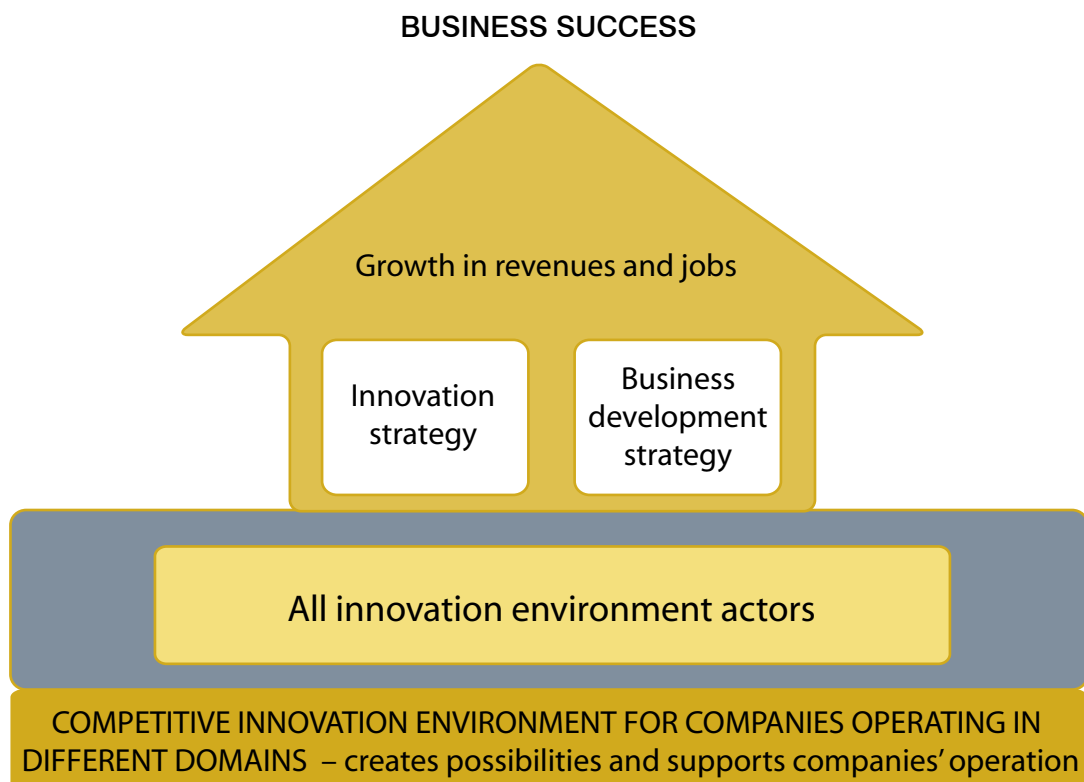 BUSINESS SUCCESS
Growth in revenues and jobs
Innovation
strategy
Business
development
strategy
All innovation environment actors
COMPETITIVE INNOVATION ENVIRONMENT FOR COMPANIES OPERATING IN
DIFFERENT DOMAINS – creates possibilities and supports companies’ operation